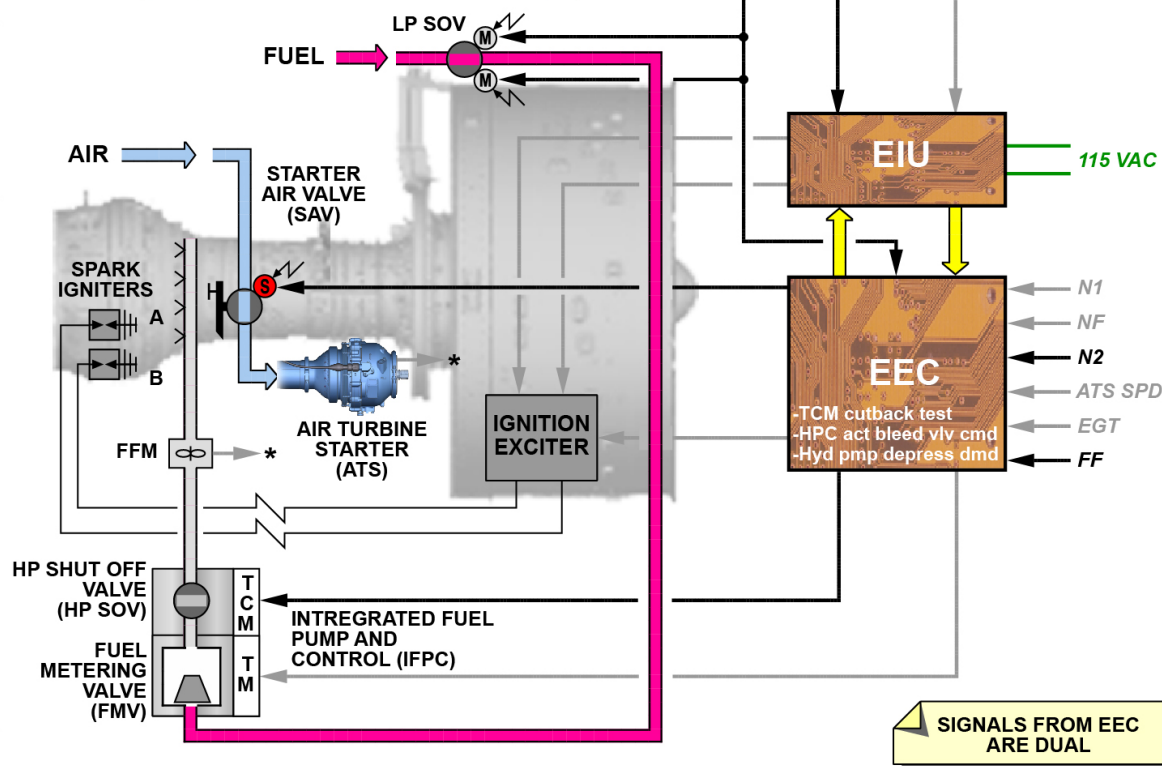 LP SOV
M
FUEL
M
EIU
115 VAC
AIR
STARTER
AIR VALVE
(SAV)
SPARK
IGNITERS
S
A
B
N1
NF
N2
ATS SPD
EGT
FF
EEC
-TCM cutback test
-HPC act bleed vlv cmd
-Hyd pmp depress dmd
*
IGNITION
EXCITER
AIR TURBINE
STARTER
(ATS)
FFM
*
HP SHUT OFF
VALVE
(HP SOV)
TCM
INTREGRATED FUEL
PUMP AND
CONTROL (IFPC)
FUEL
METERING
VALVE
(FMV)
TM
SIGNALS FROM EEC
ARE DUAL